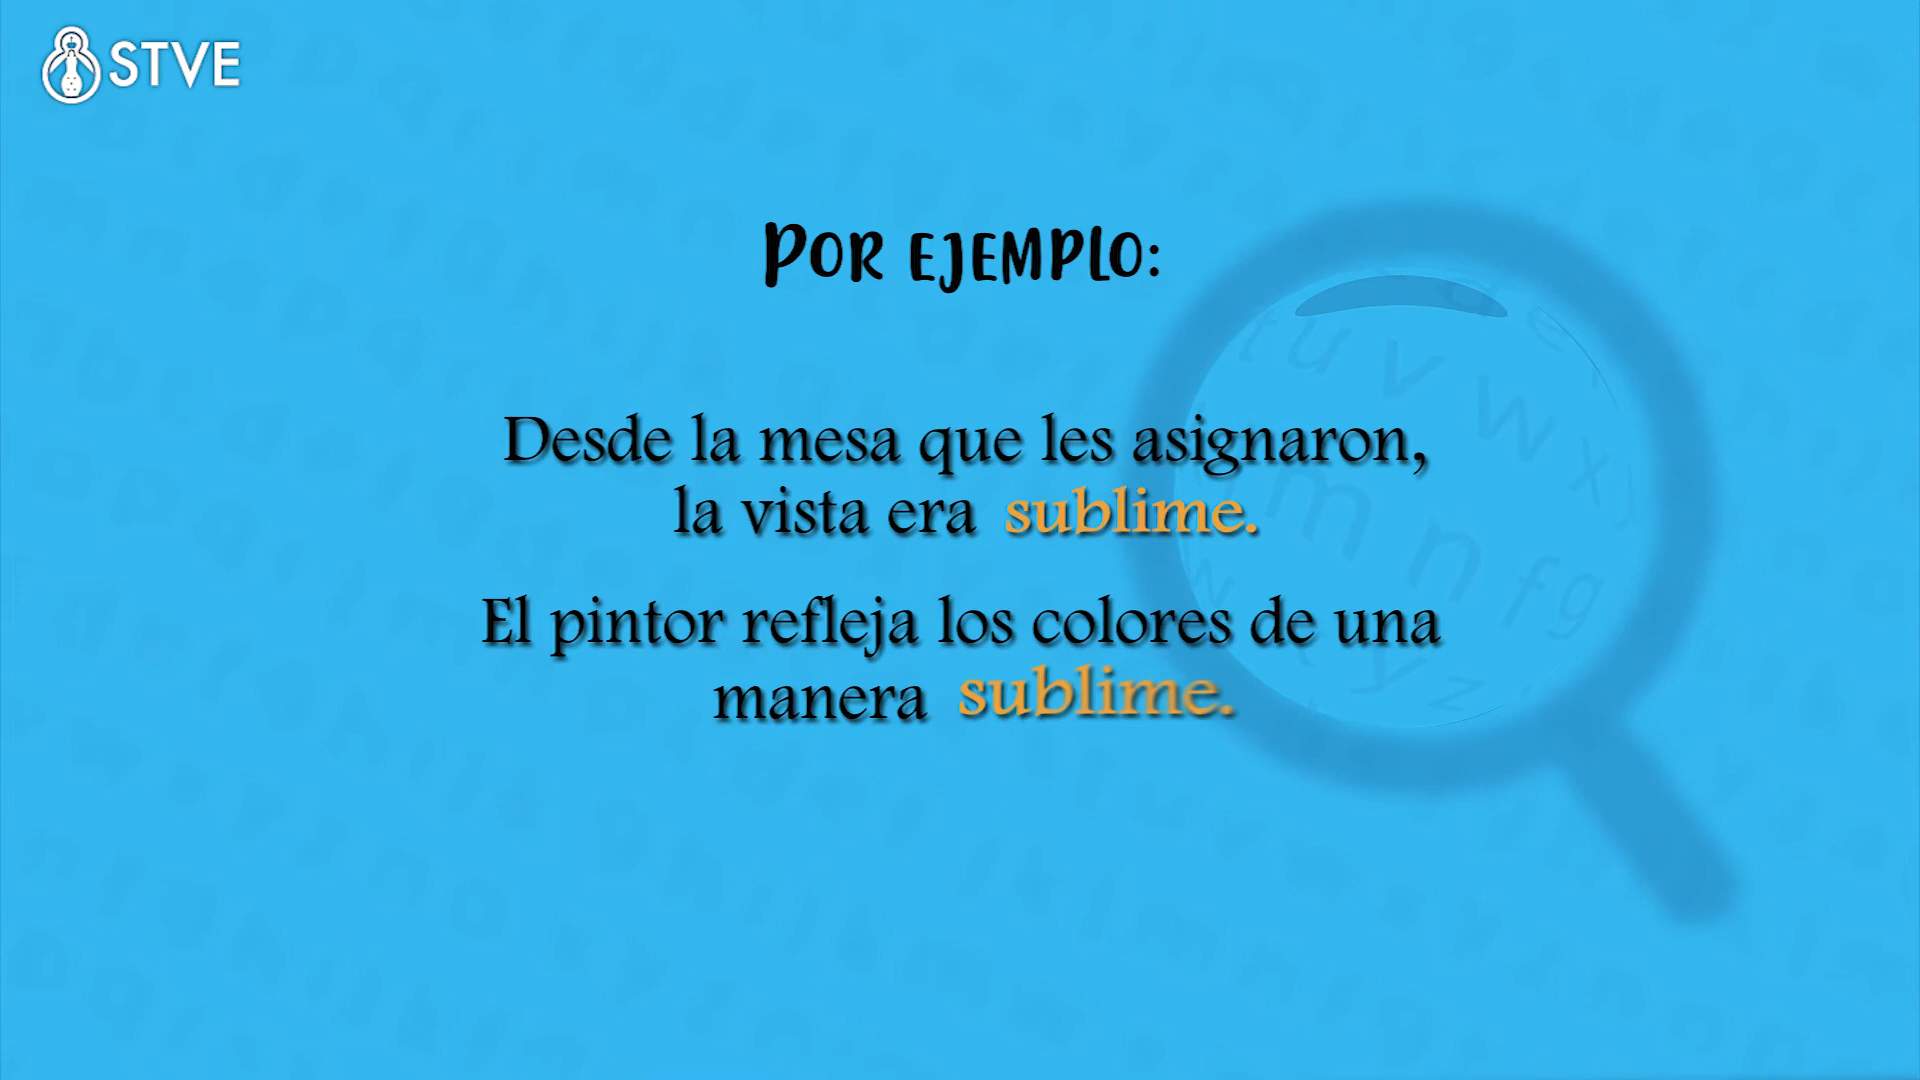 STVE
Por ejemplo:
Desde la mesa que les asignaron,
la vista era sublime.
El pintor refleja los colores de una
manera sublime.
t u v w x y
m n f g
w
y z